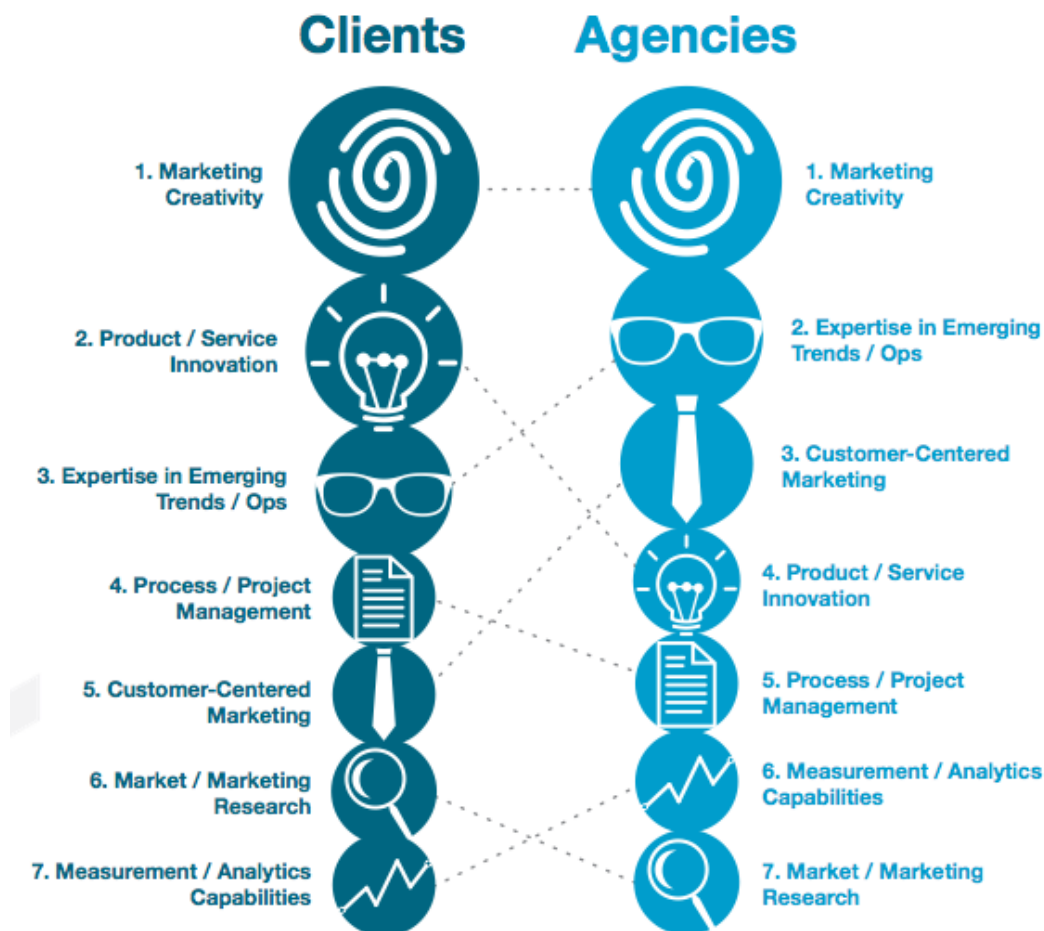 Clients
1. Marketing
Creativity
2. Product / Service
Innovation
3. Expertise in Emerging
Trends / Ops
4. Process / Project
Management
5. Customer-Centered
Marketing
6. Market / Marketing
Research
7. Measurement / Analytics
Capabilities
Agencies
1. Marketing
Creativity
2. Expertise in Emerging
Trends / Ops
3. Customer-Centered
Marketing
4. Product / Service
Innovation
5. Process / Project
Management
6. Measurement / Analytics
Capabilities
7. Market / Marketing
Research